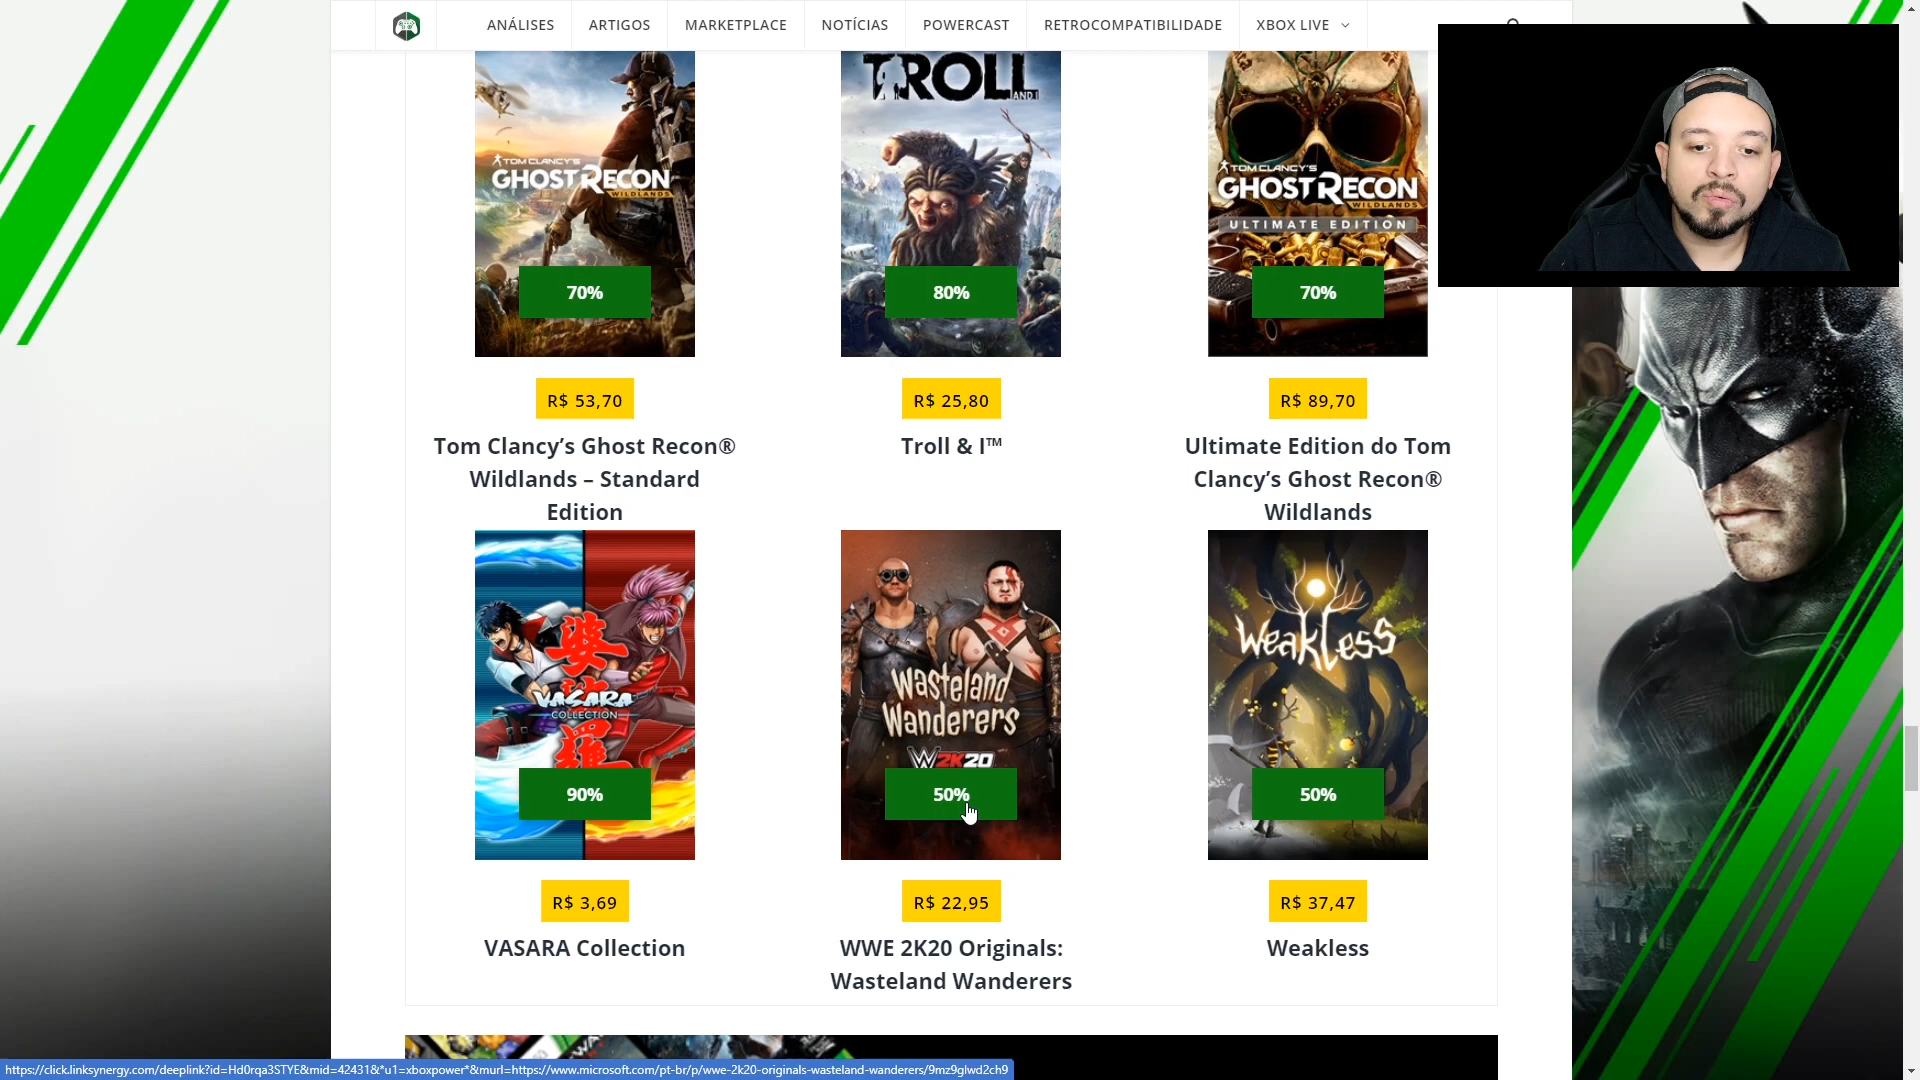 ANÁLISES ARTIGOS MARKETPLACE NOTÍCIAS POWERCAST RETROCOMPATIBILIDADE XBOX LIVE
TOM CLANCY'S
GHOST RECON
WILDLANDS
70%
TROLL
AND I
80%
TOM CLANCY'S
GHOST RECON
WILDLANDS
ULTIMATE EDITION
70%
R$ 53,70
R$ 25,80
R$ 89,70
Tom Clancy’s Ghost Recon®
Wildlands – Standard
Edition
Troll & I™
Ultimate Edition do Tom
Clancy’s Ghost Recon®
Wildlands
婆
娑
羅
VASARA
COLLECTION
90%
Wasteland
Wanderers
W2K20
50%
Weakless
50%
R$ 3,69
R$ 22,95
R$ 37,47
VASARA Collection
WWE 2K20 Originals:
Wasteland Wanderers
Weakless
https://click.linksynergy.com/deeplink?id=Hd0rqa3STYE&mid=42431&*u1=xboxpower*&murl=https://www.microsoft.com/pt-br/p/wwe-2k20-originals-wasteland-wanderers/9mz9glwd2ch9